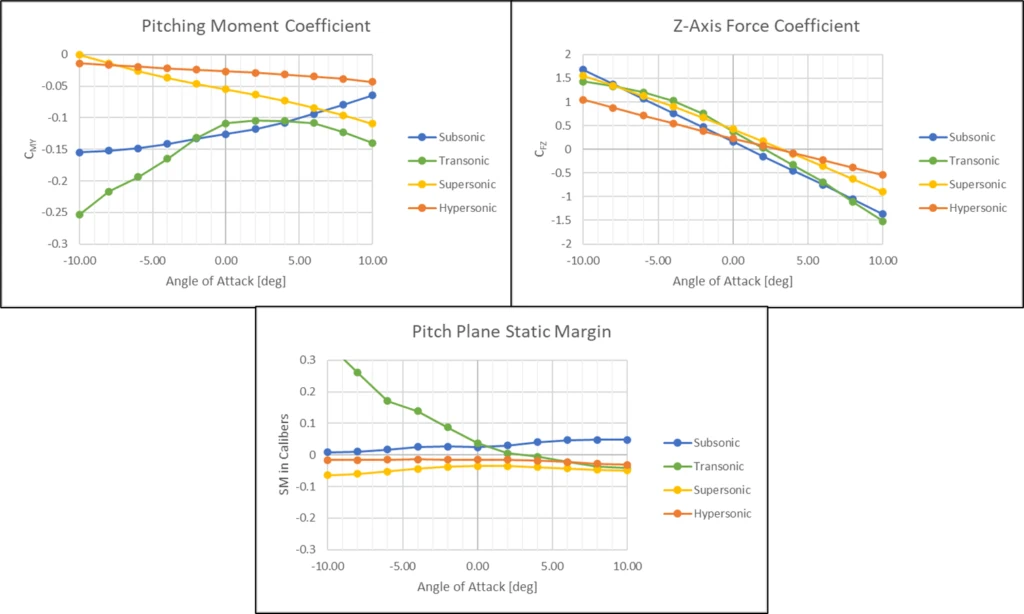 Pitching Moment Coefficient
0
-0.05
-0.1
-0.15
-0.2
-0.25
-0.3
C_MY
-10.00 -5.00 0.00 5.00 10.00
Angle of Attack [deg]
Subsonic
Transonic
Supersonic
Hypersonic
Z-Axis Force Coefficient
2
1.5
1
0.5
0
-0.5
-1
-1.5
-2
C_FZ
-10.00 -5.00 0.00 5.00 10.00
Angle of Attack [deg]
Subsonic
Transonic
Supersonic
Hypersonic
Pitch Plane Static Margin
0.3
0.2
0.1
0
-0.1
-0.2
-0.3
SM in Calibers
-10.00 -5.00 0.00 5.00 10.00
Angle of Attack [deg]
Subsonic
Transonic
Supersonic
Hypersonic